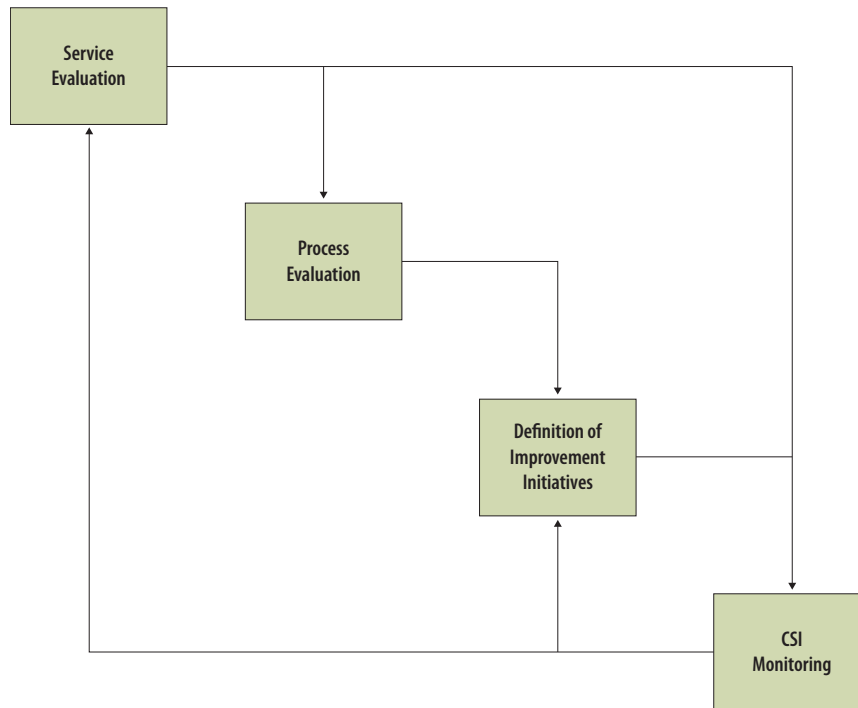 Service
Evaluation
Process
Evaluation
Definition of
Improvement
Initiatives
CSI
Monitoring